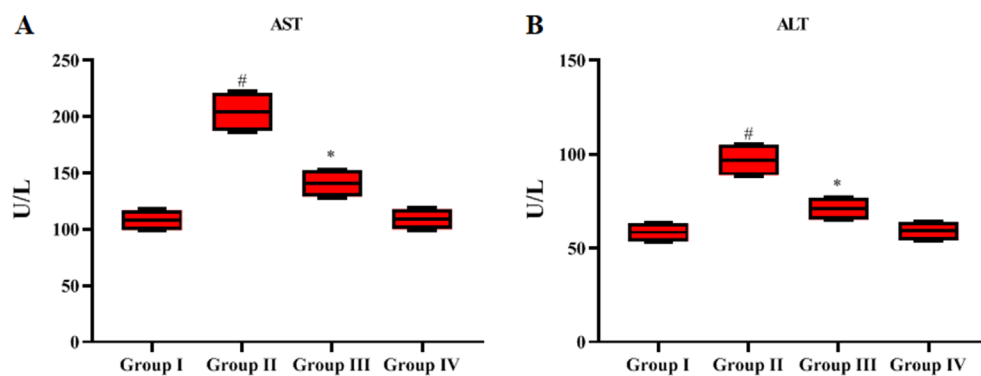 A
AST
250
200
150
100
50
0
U/L
#
*
Group I Group II Group III Group IV
B
ALT
150
100
50
0
U/L
#
*
Group I Group II Group III Group IV